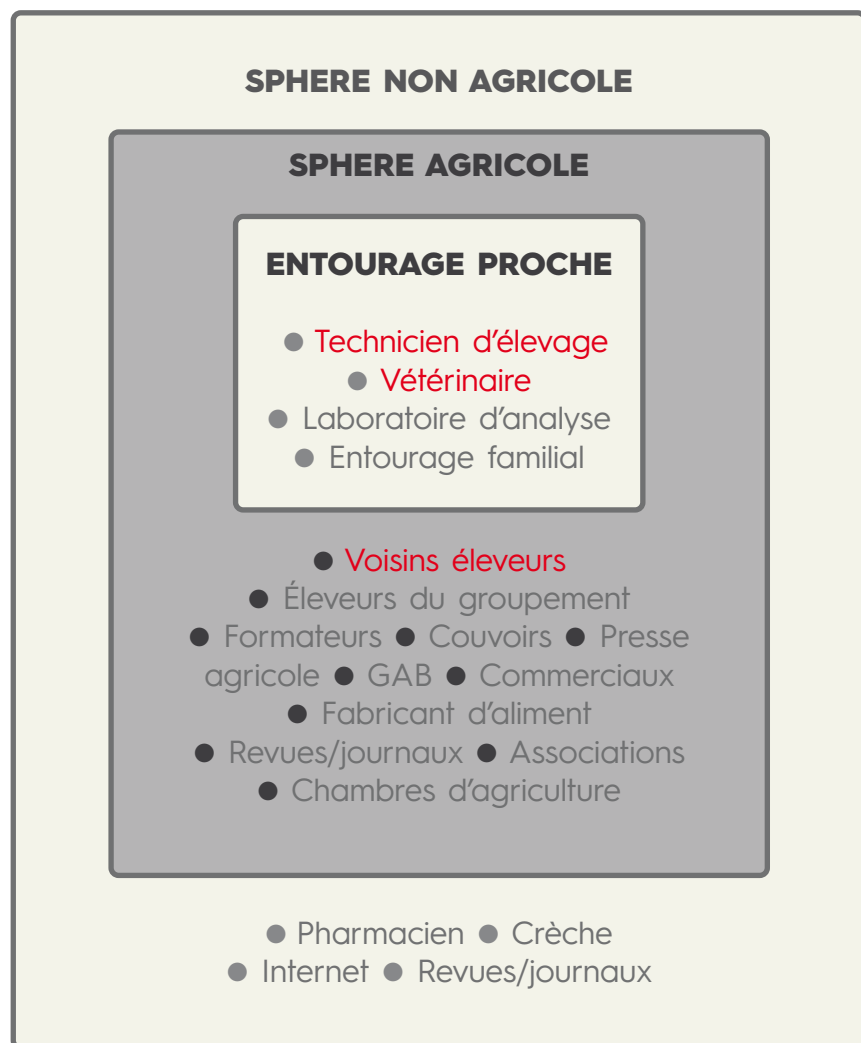 SPHERE NON AGRICOLE
SPHERE AGRICOLE
ENTOURAGE PROCHE
● Technicien d’élevage
● Vétérinaire
● Laboratoire d’analyse
● Entourage familial
● Voisins éleveurs
● Éleveurs du groupement
● Formateurs ● Couvoirs ● Presse
agricole ● GAB ● Commerciaux
● Fabricant d’aliment
● Revues/journaux ● Associations
● Chambres d’agriculture
● Pharmacien ● Crèche
● Internet ● Revues/journaux